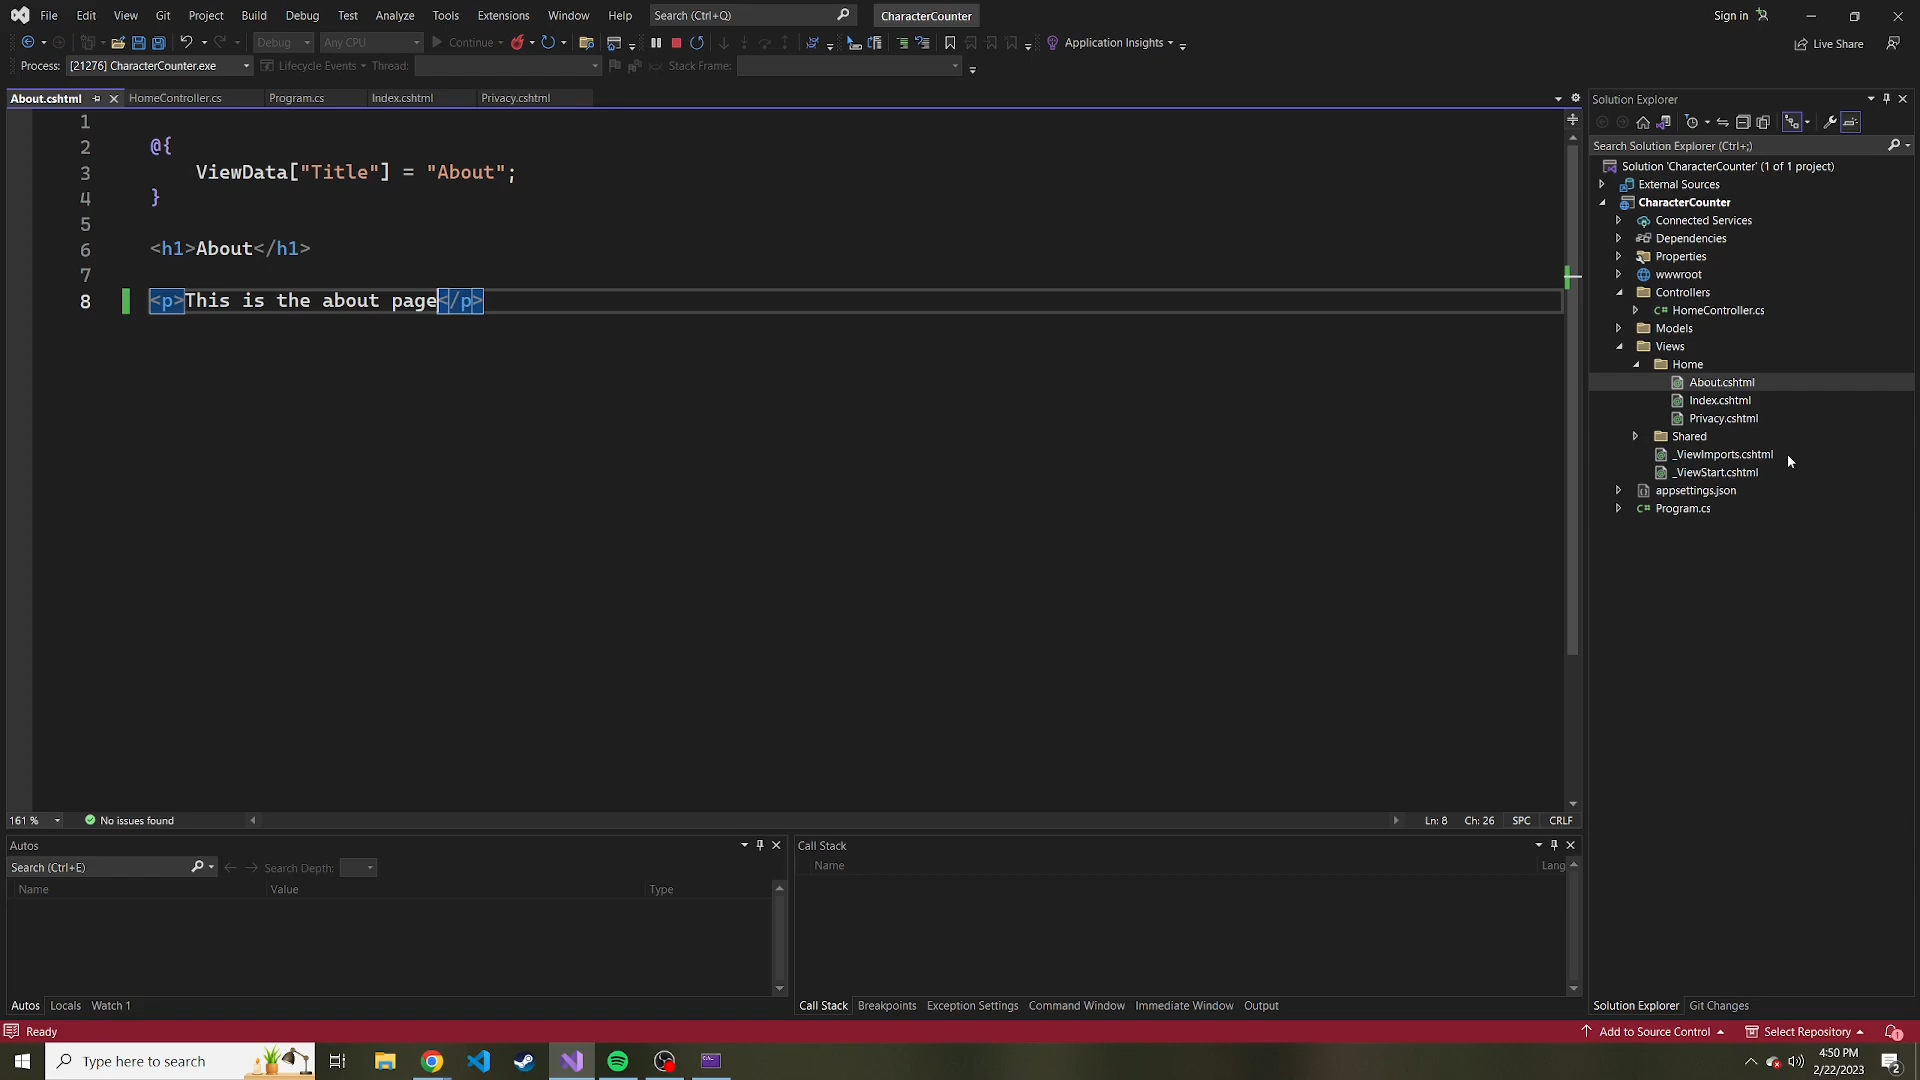 File Edit View Git Project Build Debug Test Analyze Tools Extensions Window Help Search (Ctrl+Q) CharacterCounter Sign in
Debug Any CPU Continue Application Insights Live Share
Process: [21276] CharacterCounter.exe Lifecycle Events Thread: Stack Frame:
About.cshtml HomeController.cs Program.cs Index.cshtml Privacy.cshtml
1
2 @{
3 ViewData["Title"] = "About";
4 }
5
6 <h1>About</h1>
7
8 <p>This is the about page</p>
161 % No issues found Ln: 8 Ch: 26 SPC CRLF
Solution Explorer
Search Solution Explorer (Ctrl+;)
Solution 'CharacterCounter' (1 of 1 project)
External Sources
CharacterCounter
Connected Services
Dependencies
Properties
wwwroot
Controllers
C# HomeController.cs
Models
Views
Home
About.cshtml
Index.cshtml
Privacy.cshtml
Shared
_ViewImports.cshtml
_ViewStart.cshtml
appsettings.json
C# Program.cs
Autos
Search (Ctrl+E) Search Depth:
Name Value Type
Autos Locals Watch 1
Call Stack
Name Lang
Call Stack Breakpoints Exception Settings Command Window Immediate Window Output
Solution Explorer Git Changes
Ready Add to Source Control Select Repository 1
Type here to search
4:50 PM
2/22/2023
2